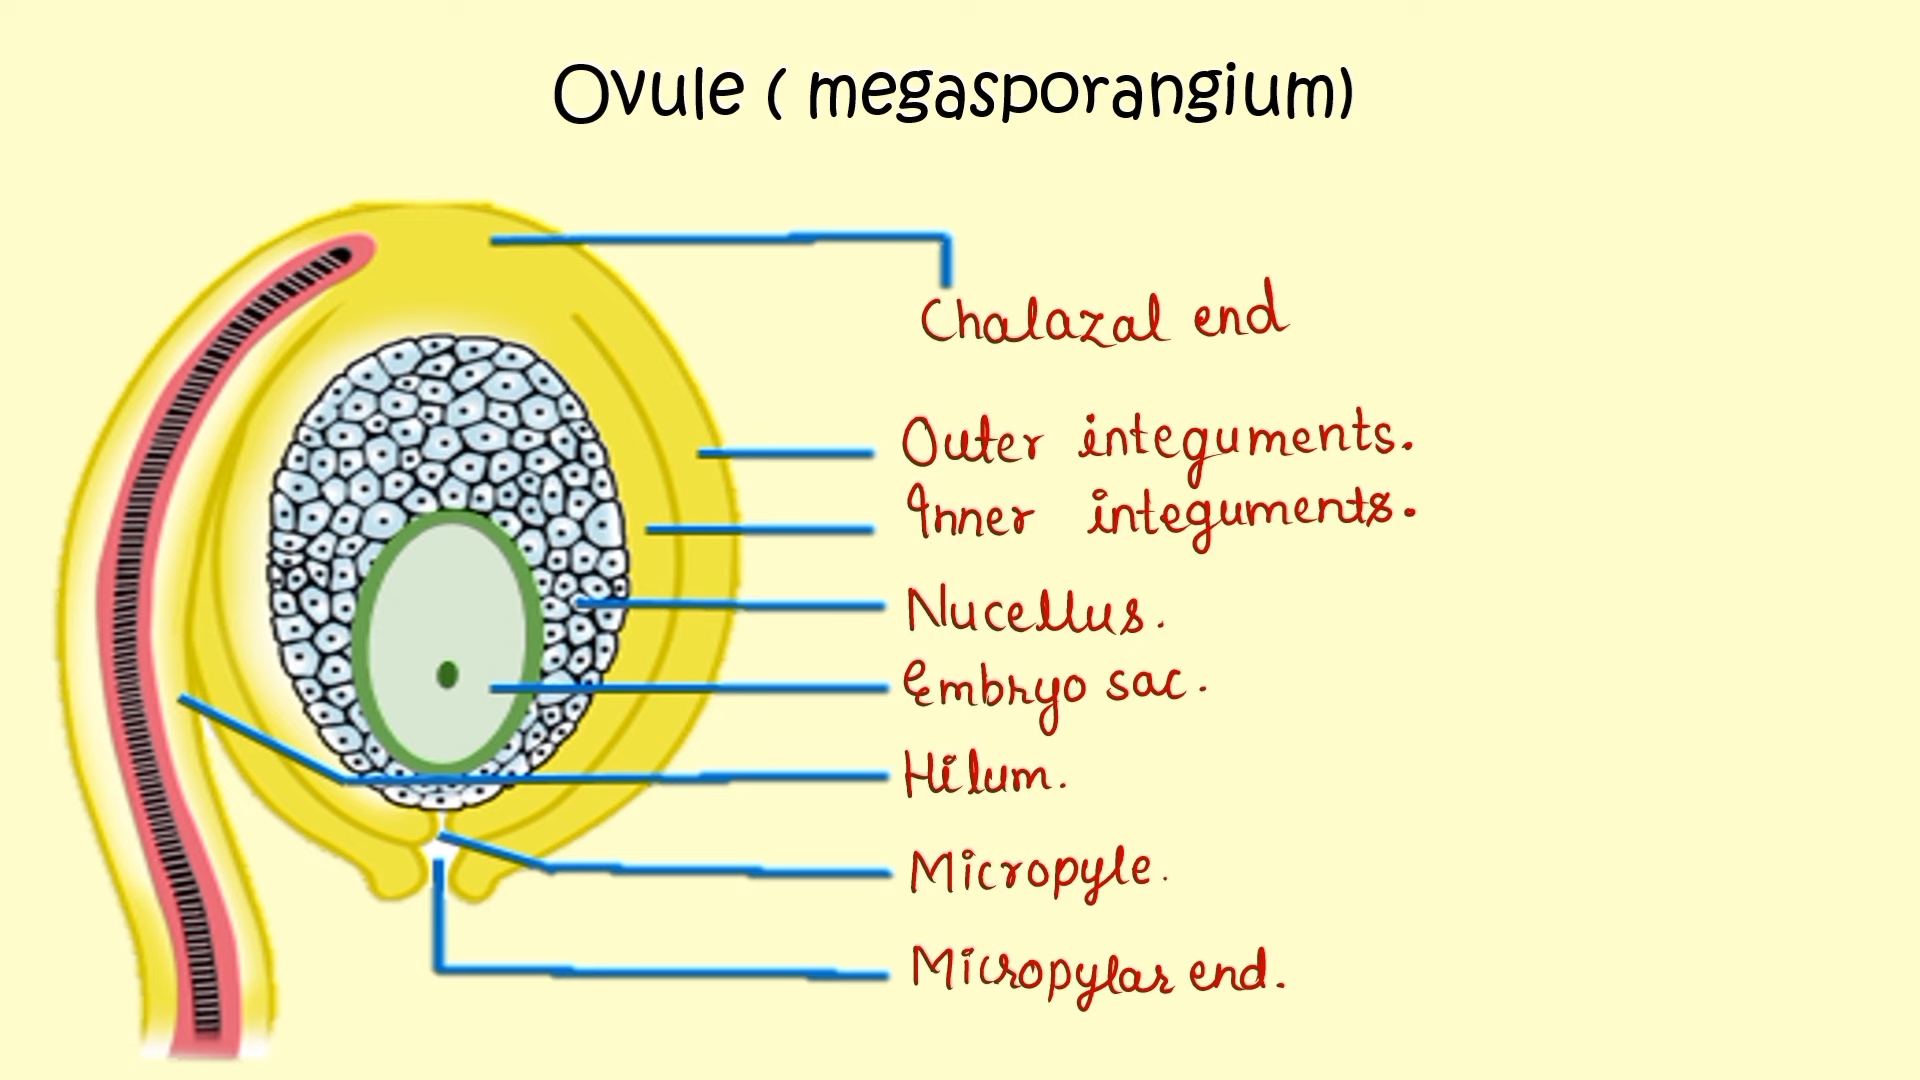 Ovule ( megasporangium)
Chalazal end
Outer integuments.
Inner integuments.
Nucellus.
Embryo sac.
Hilum.
Micropyle.
Micropylar end.